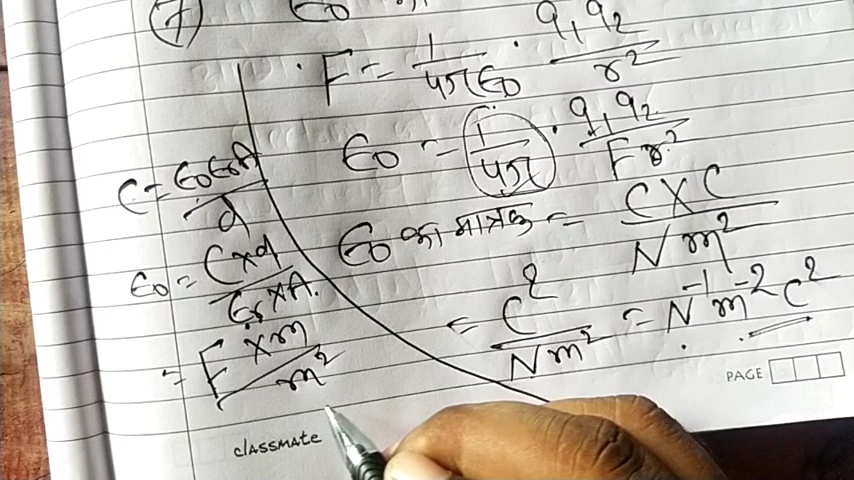 (7) ε0
F = 1/4πε0 · q1q2/r²
ε0 = 1/4π · q1q2/Fr²
ε0 का मात्रक = C×C/Nm²
= C²/Nm² = N⁻¹m⁻²C²
C = ε0εrA/d
ε0 = C×d/εr×A.
= F×m/m²
PAGE
classmate